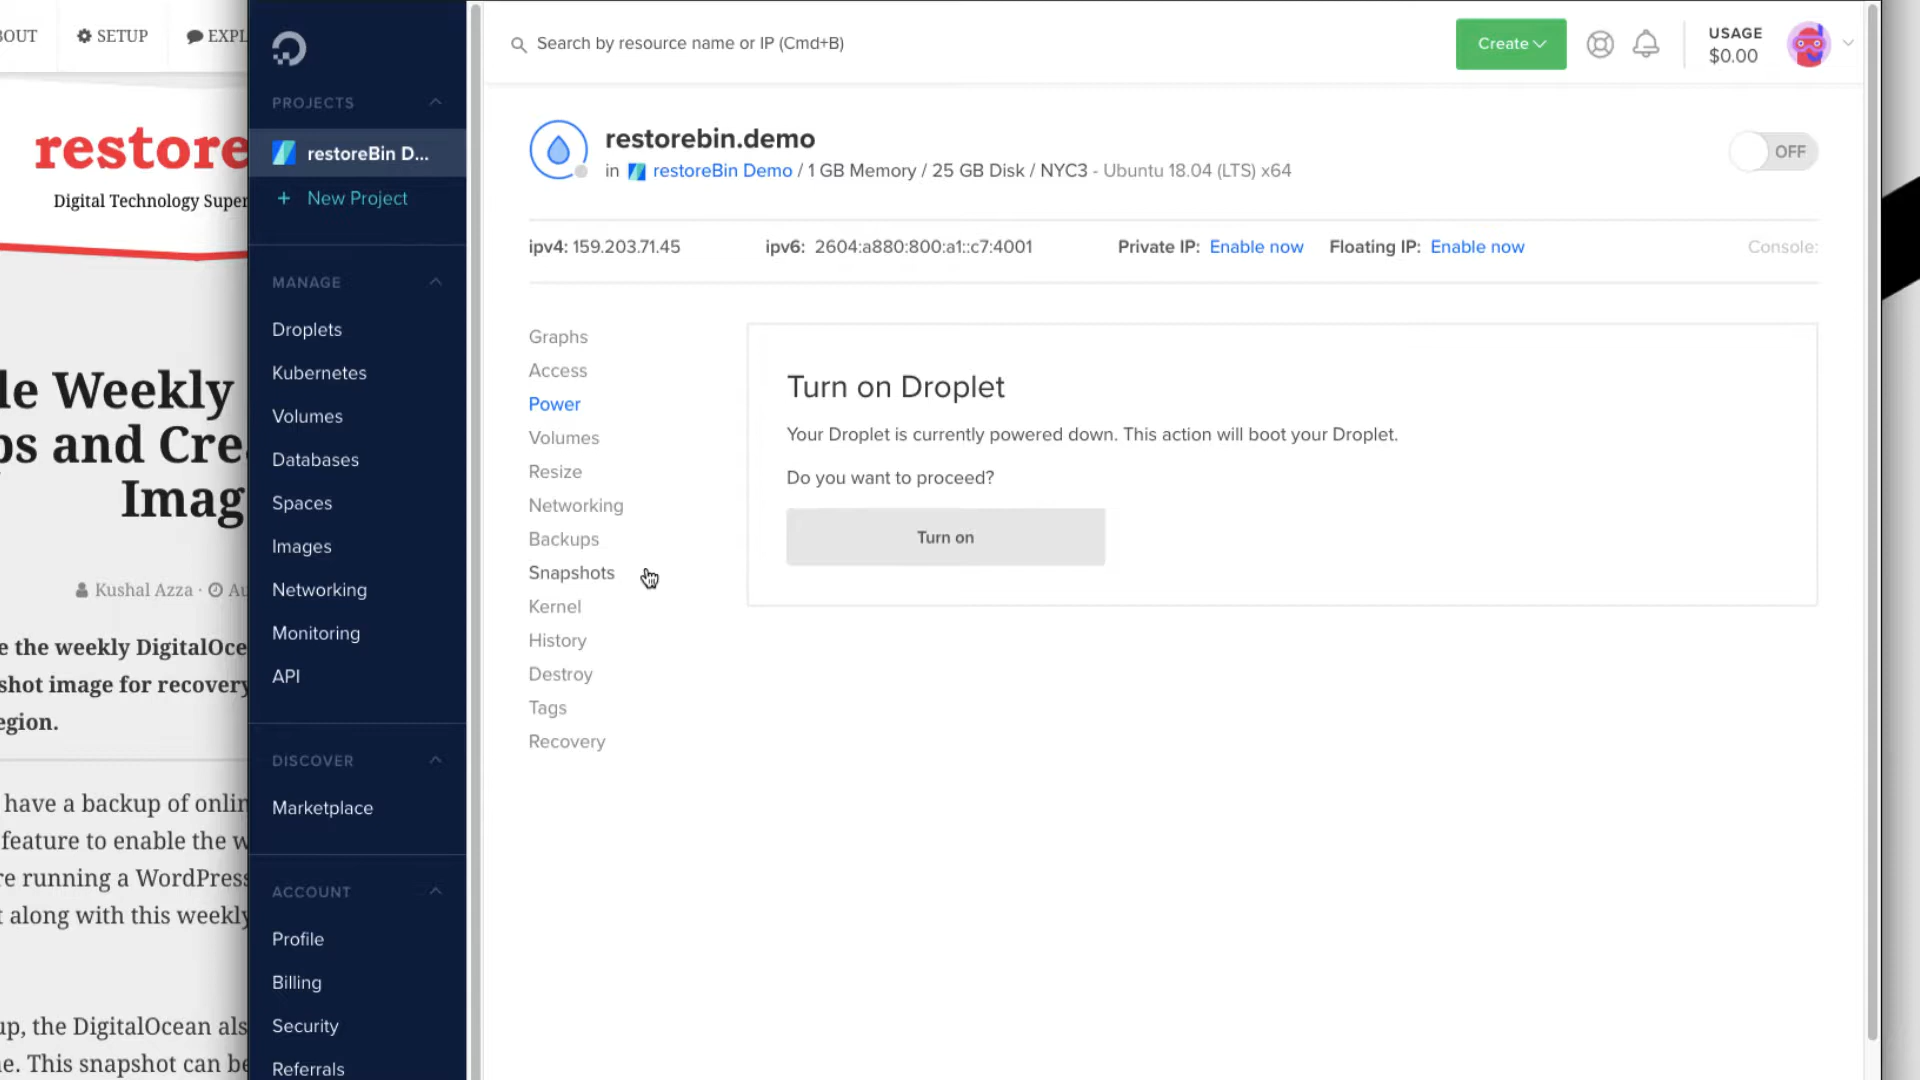 BOUT
SETUP
EXPL
restore
Digital Technology Super
le Weekly
ps and Crea
Imag
Kushal Azza · Au
e the weekly DigitalOce
shot image for recovery
egion.
have a backup of onlin
feature to enable the w
re running a WordPress
t along with this weekly
up, the DigitalOcean als
e. This snapshot can be
PROJECTS
restoreBin D...
+ New Project
MANAGE
Droplets
Kubernetes
Volumes
Databases
Spaces
Images
Networking
Monitoring
API
DISCOVER
Marketplace
ACCOUNT
Profile
Billing
Security
Referrals
Search by resource name or IP (Cmd+B)
Create
USAGE
$0.00
restorebin.demo
in restoreBin Demo / 1 GB Memory / 25 GB Disk / NYC3 - Ubuntu 18.04 (LTS) x64
OFF
ipv4: 159.203.71.45 ipv6: 2604:a880:800:a1::c7:4001 Private IP: Enable now Floating IP: Enable now Console:
Graphs
Access
Power
Volumes
Resize
Networking
Backups
Snapshots
Kernel
History
Destroy
Tags
Recovery
Turn on Droplet
Your Droplet is currently powered down. This action will boot your Droplet.
Do you want to proceed?
Turn on